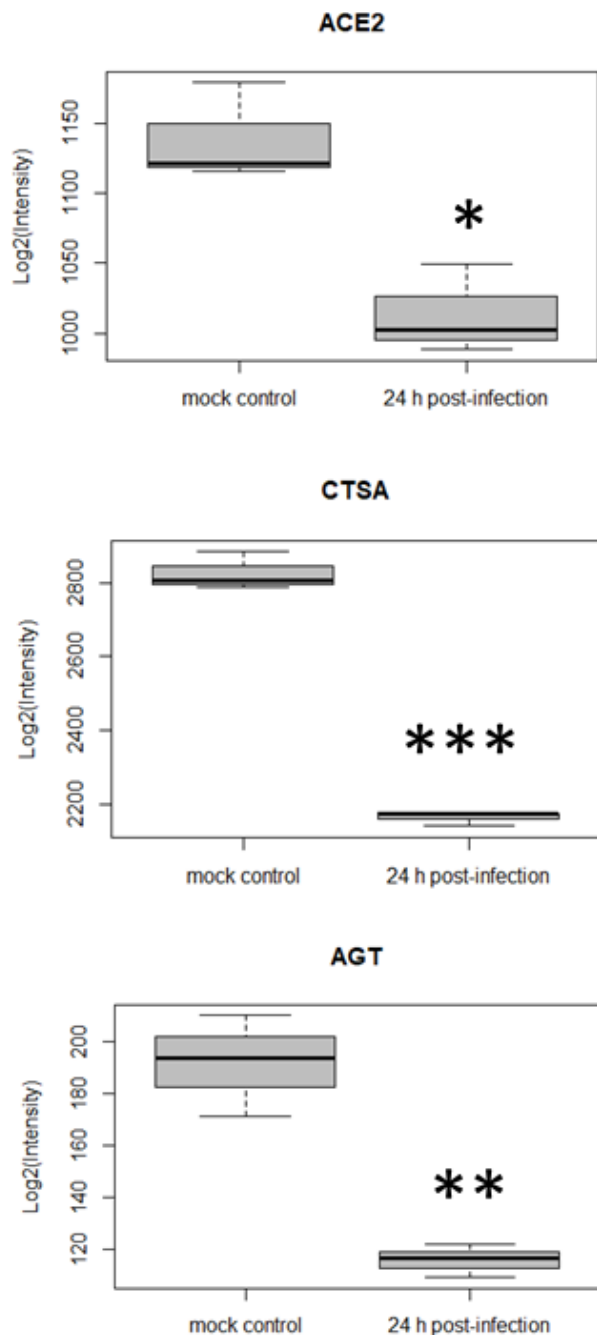 ACE2
Log2(Intensity)
1150
1100
1050
1000
*
mock control
24 h post-infection
CTSA
Log2(Intensity)
2800
2600
2400
2200
***
mock control
24 h post-infection
AGT
Log2(Intensity)
200
180
160
140
120
**
mock control
24 h post-infection